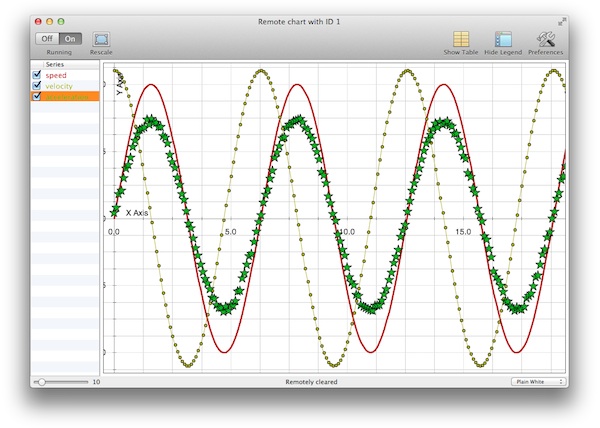 Remote chart with ID 1
Off On
Running
Rescale
Show Table
Hide Legend
Preferences
Series
speed
velocity
Y Axis
X Axis
0,0
5.0
10.0
15.0
10
Remotely cleared
Plain White